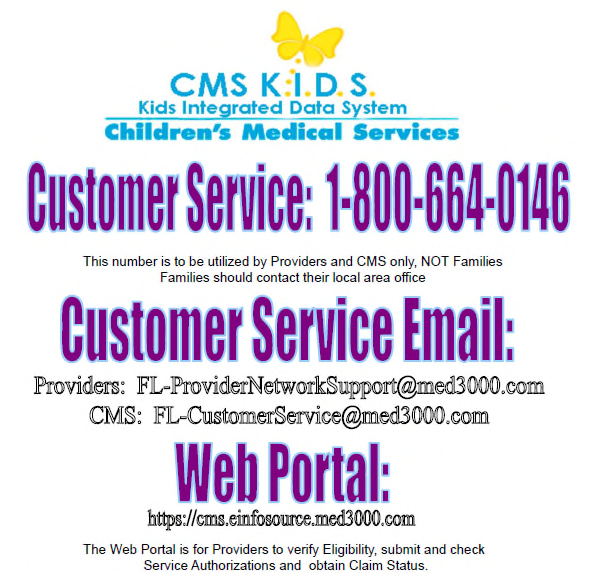 CMS K.I.D.S.
Kids Integrated Data System
Children's Medical Services
Customer Service: 1-800-664-0146
This number is to be utilized by Providers and CMS only, NOT Families
Families should contact their local area office
Customer Service Email:
Providers: FL-ProviderNetworkSupport@med3000.com
CMS: FL-CustomerService@med3000.com
Web Portal:
https://cms.einfosource.med3000.com
The Web Portal is for Providers to verify Eligibility, submit and check
Service Authorizations and obtain Claim Status.